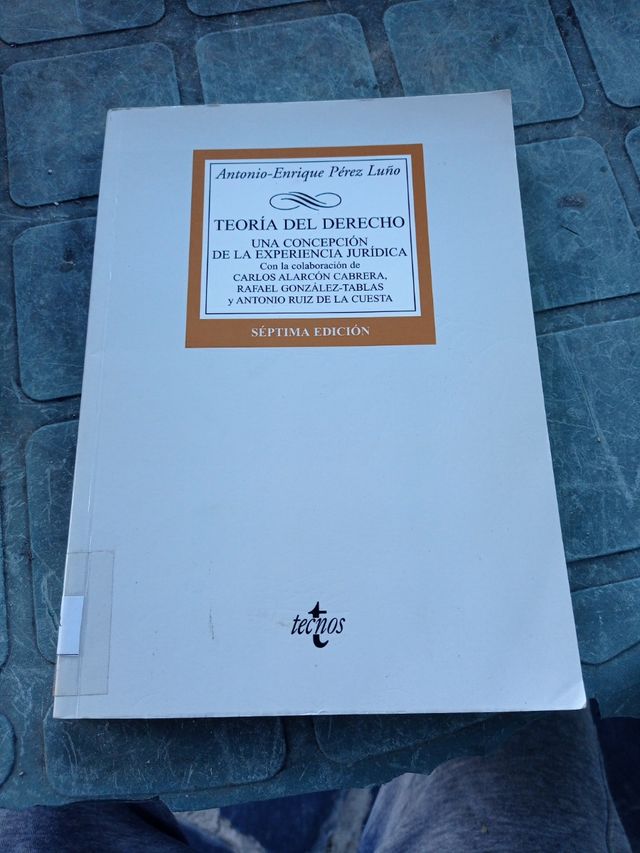 Antonio-Enrique Pérez Luño
TEORÍA DEL DERECHO
UNA CONCEPCIÓN
DE LA EXPERIENCIA JURÍDICA
Con la colaboración de
CARLOS ALARCÓN CABRERA,
RAFAEL GONZÁLEZ-TABLAS
y ANTONIO RUIZ DE LA CUESTA
SÉPTIMA EDICIÓN
tecnos